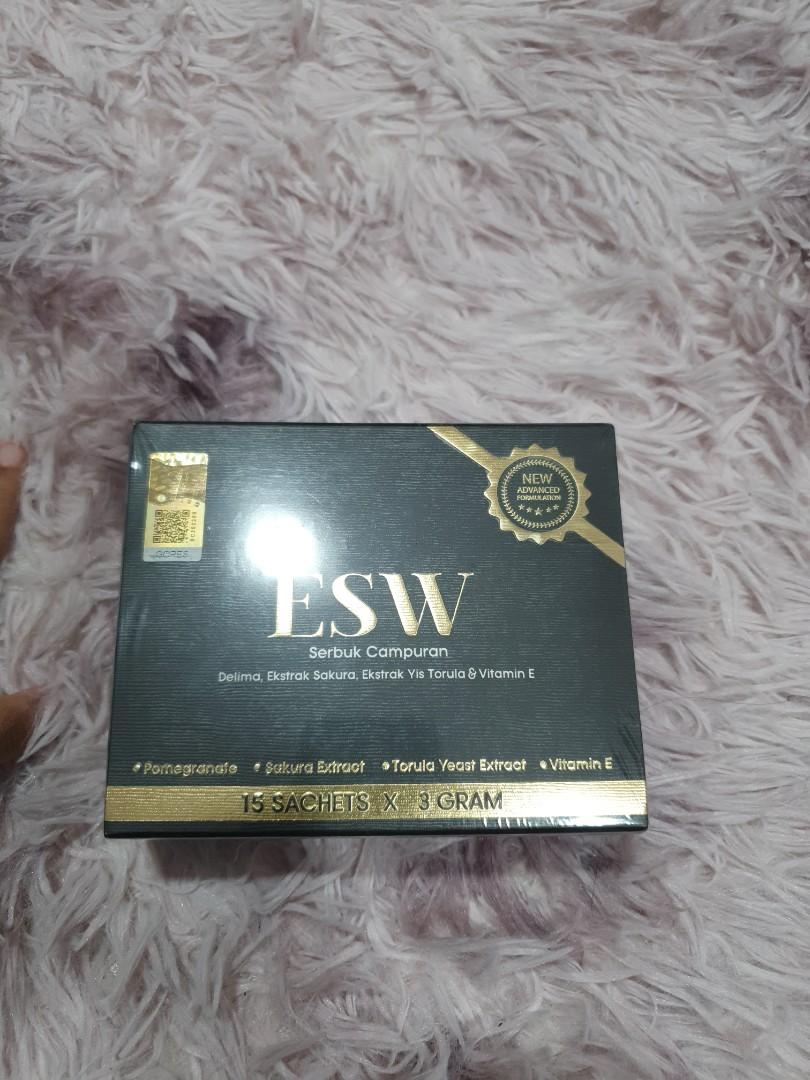 NEW
ADVANCED
FORMULATION
GORES
ESW
Serbuk Campuran
Delima, Ekstrak Sakura, Ekstrak Yis Torula & Vitamin E
Pomegranate • Sakura Extract • Torula Yeast Extract • Vitamin E
15 SACHETS X 3 GRAM